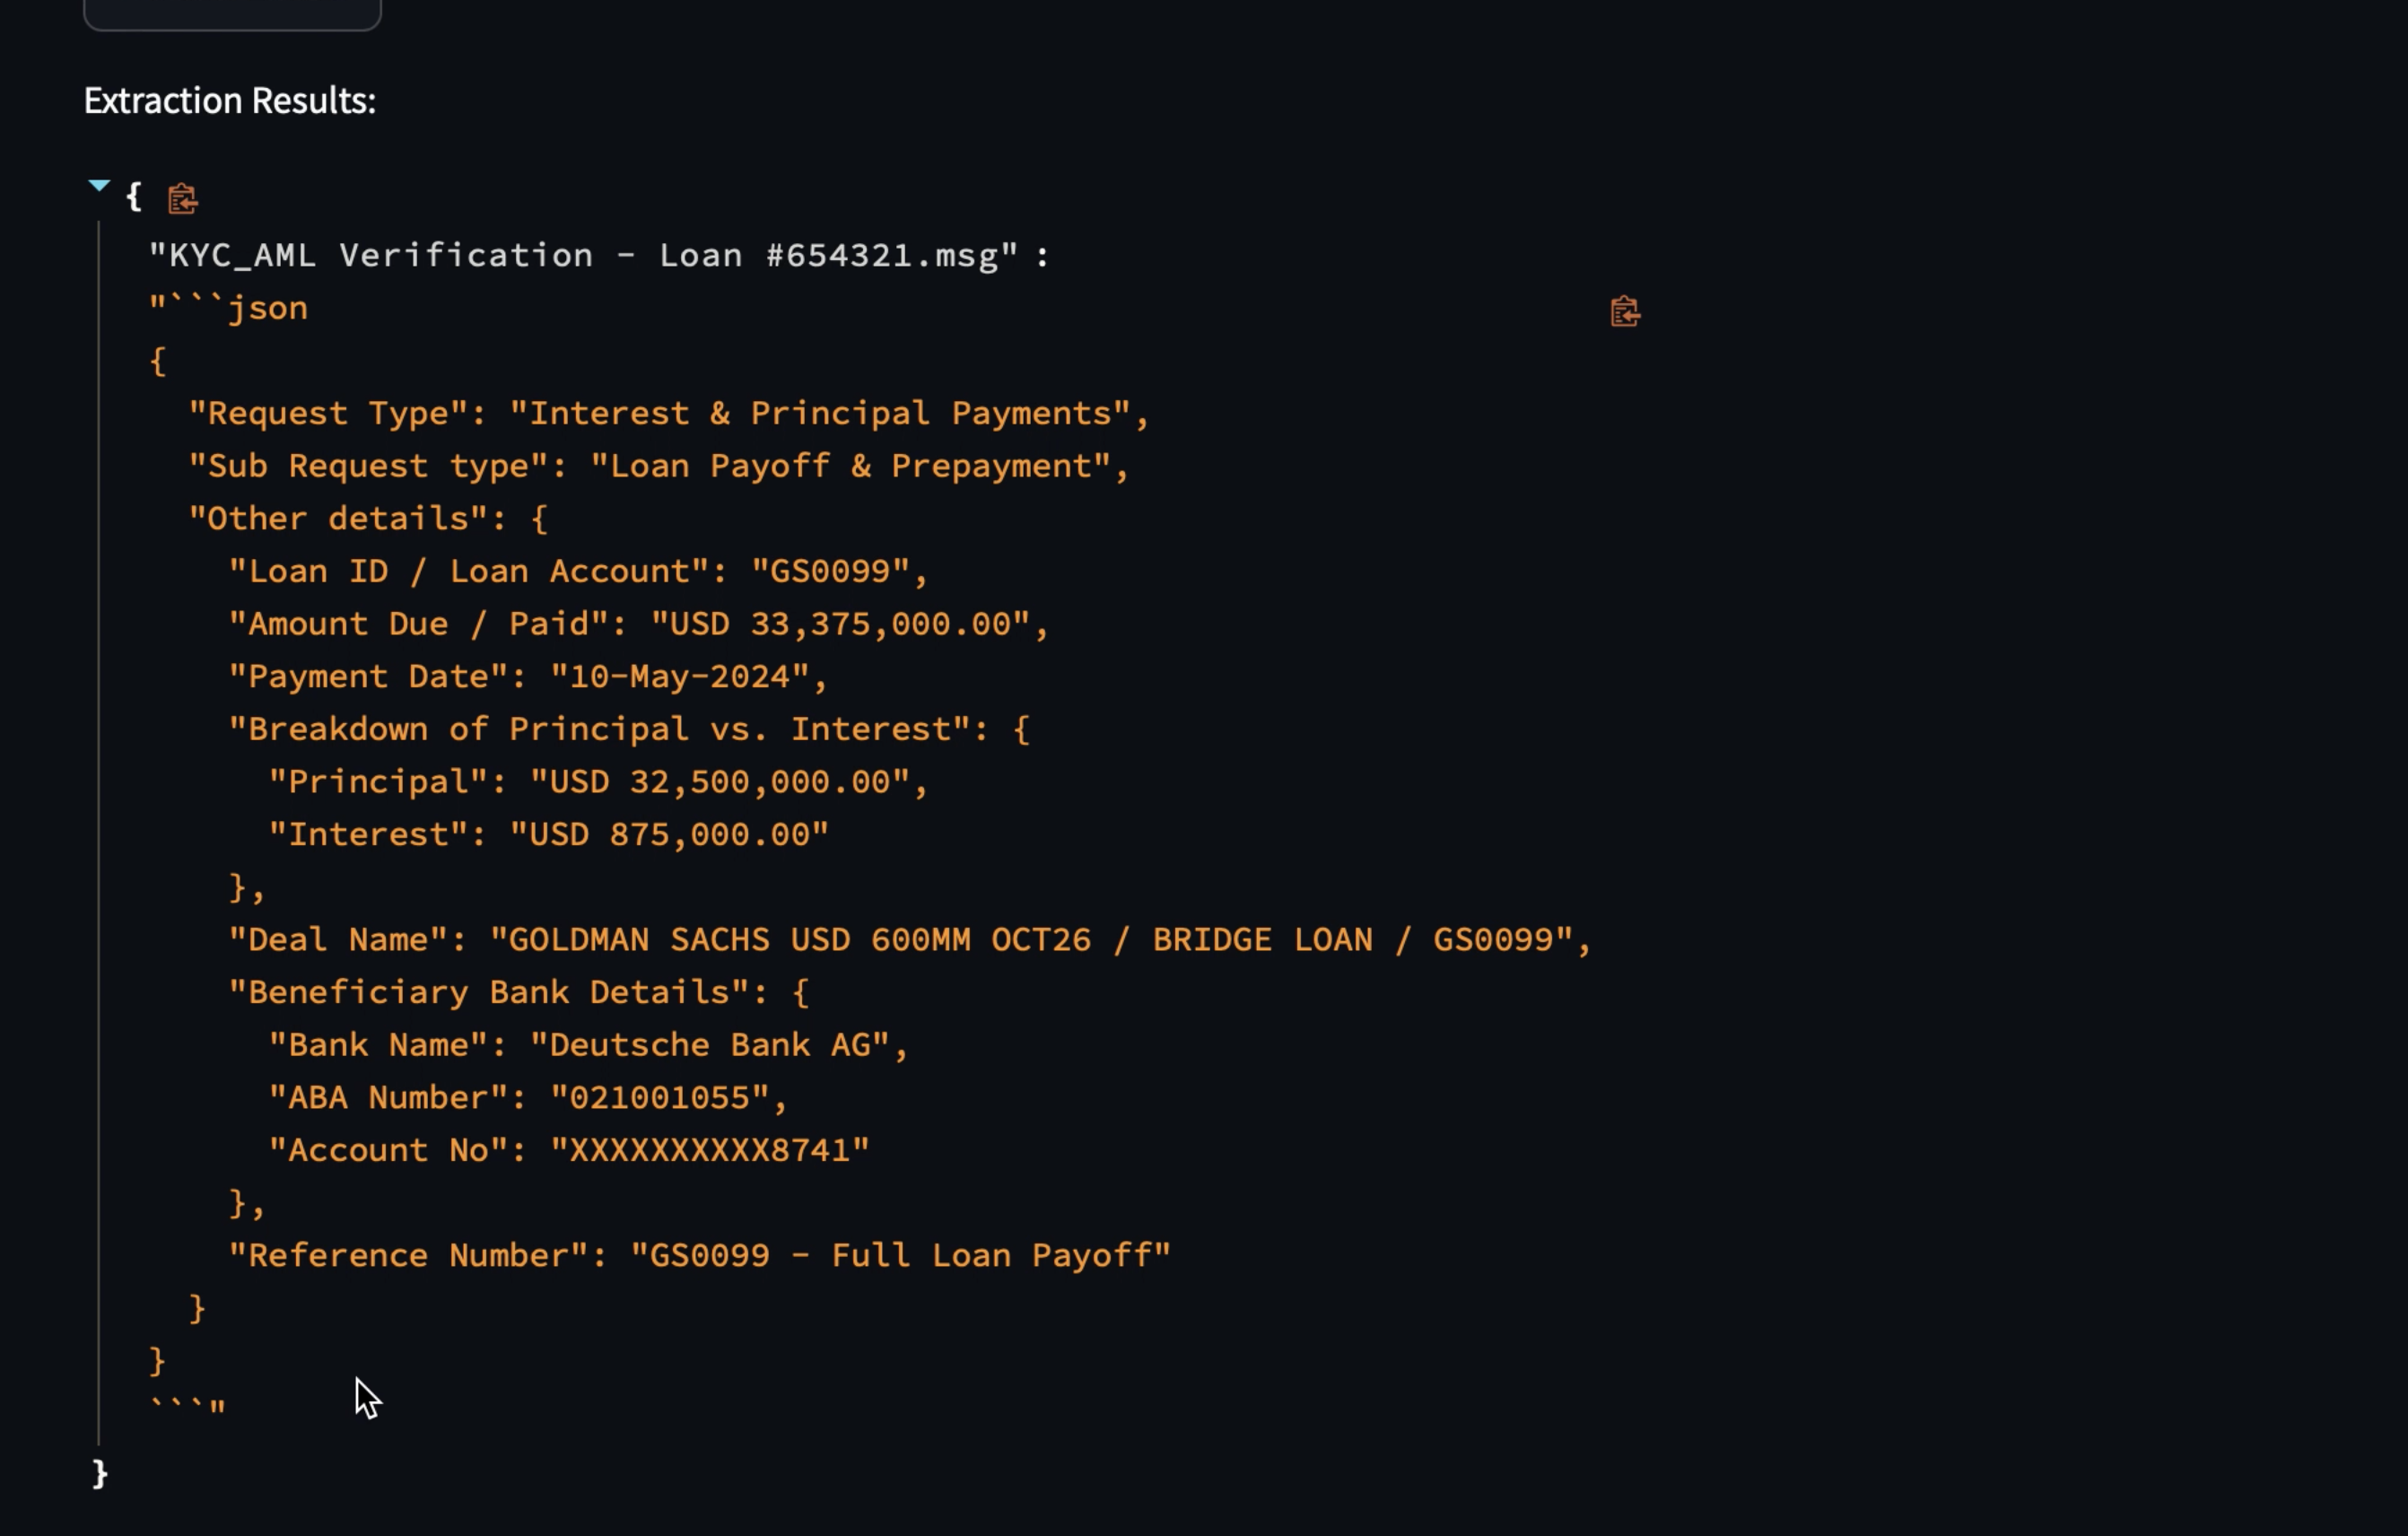 Extraction Results:
{
"KYC_AML Verification - Loan #654321.msg" :
"```json
{
"Request Type": "Interest & Principal Payments",
"Sub Request type": "Loan Payoff & Prepayment",
"Other details": {
"Loan ID / Loan Account": "GS0099",
"Amount Due / Paid": "USD 33,375,000.00",
"Payment Date": "10-May-2024",
"Breakdown of Principal vs. Interest": {
"Principal": "USD 32,500,000.00",
"Interest": "USD 875,000.00"
},
"Deal Name": "GOLDMAN SACHS USD 600MM OCT26 / BRIDGE LOAN / GS0099",
"Beneficiary Bank Details": {
"Bank Name": "Deutsche Bank AG",
"ABA Number": "021001055",
"Account No": "XXXXXXXXXX8741"
},
"Reference Number": "GS0099 - Full Loan Payoff"
}
}
```"
}